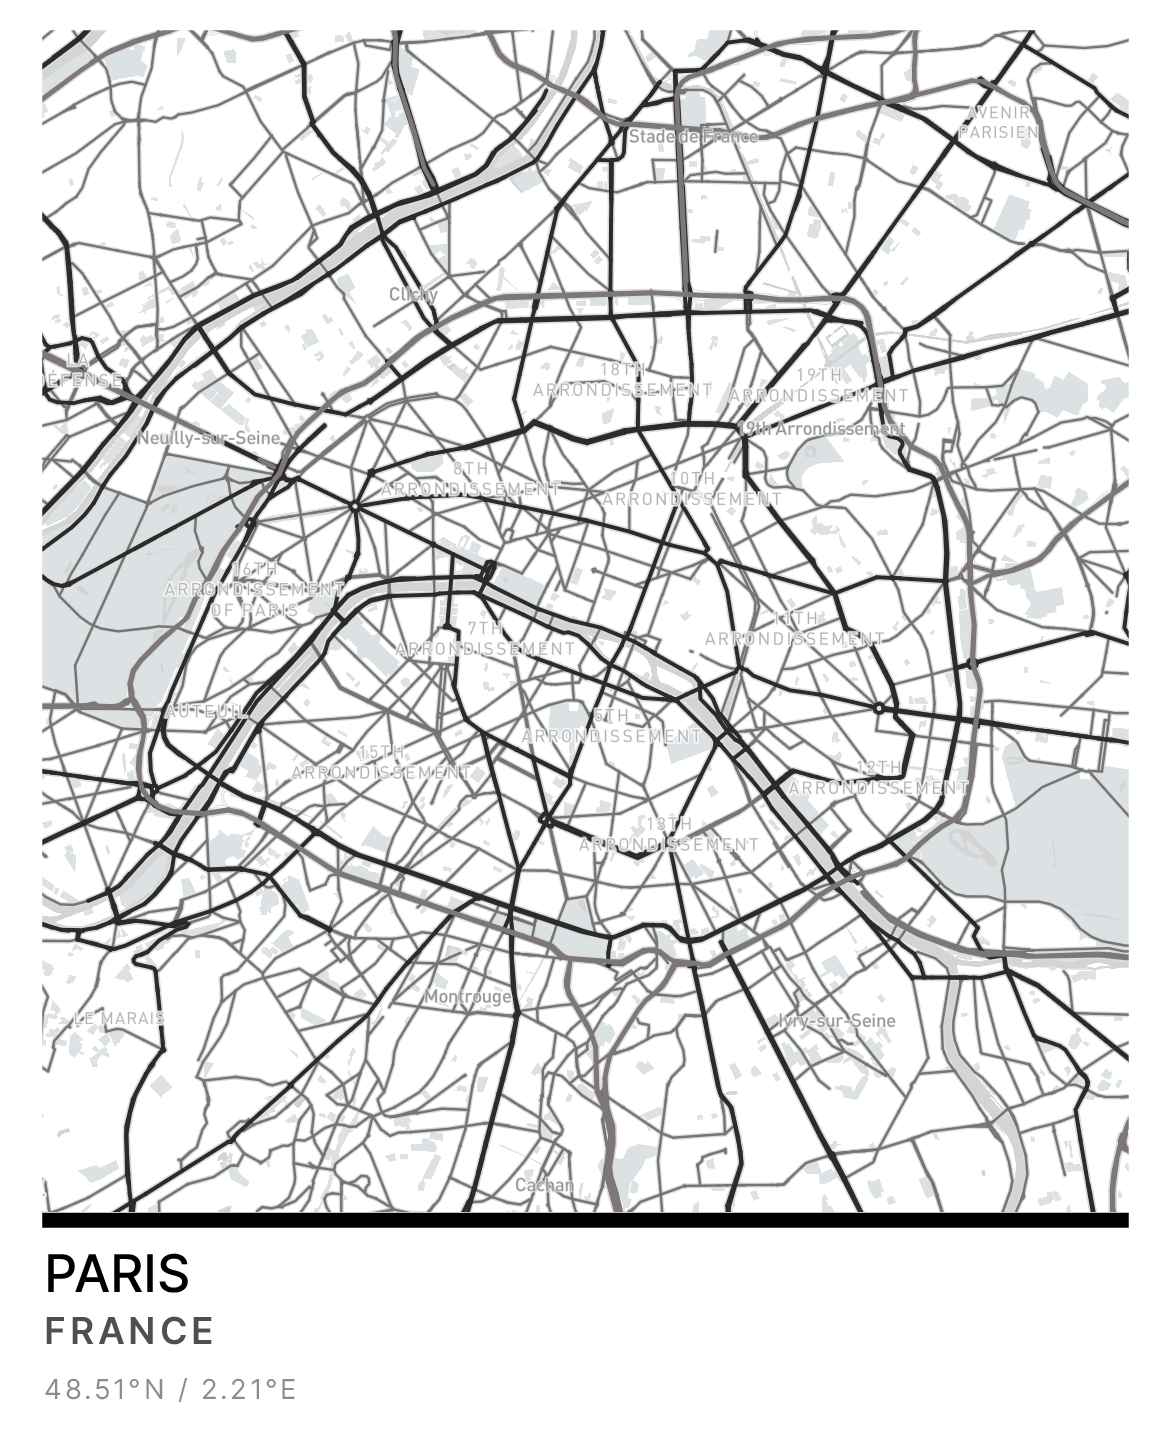 AVENIR
PARISIEN
Stade de France
Clichy
LA
DÉFENSE
18TH
ARRONDISSEMENT
19TH
ARRONDISSEMENT
19th Arrondissement
Neuilly-sur-Seine
8TH
ARRONDISSEMENT
10TH
ARRONDISSEMENT
16TH
ARRONDISSEMENT
OF PARIS
7TH
ARRONDISSEMENT
11TH
ARRONDISSEMENT
AUTEUIL
5TH
ARRONDISSEMENT
15TH
ARRONDISSEMENT
12TH
ARRONDISSEMENT
13TH
ARRONDISSEMENT
Montrouge
LE MARAIS
Ivry-sur-Seine
Cachan
PARIS
FRANCE
48.51°N / 2.21°E